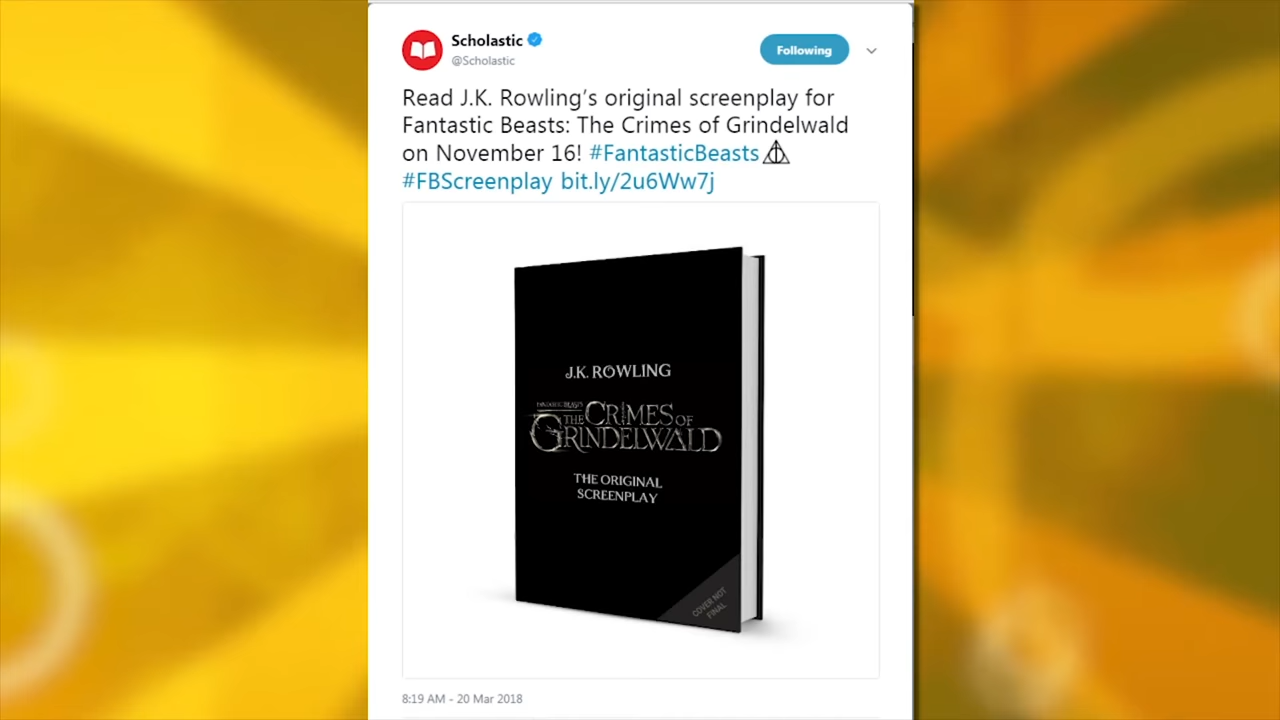 Scholastic
@Scholastic
Following
Read J.K. Rowling’s original screenplay for
Fantastic Beasts: The Crimes of Grindelwald
on November 16! #FantasticBeasts
#FBScreenplay bit.ly/2u6Ww7j
J.K. ROWLING
FANTASTIC BEASTS
THE CRIMES OF
GRINDELWALD
THE ORIGINAL
SCREENPLAY
COVER NOT
FINAL
8:19 AM - 20 Mar 2018